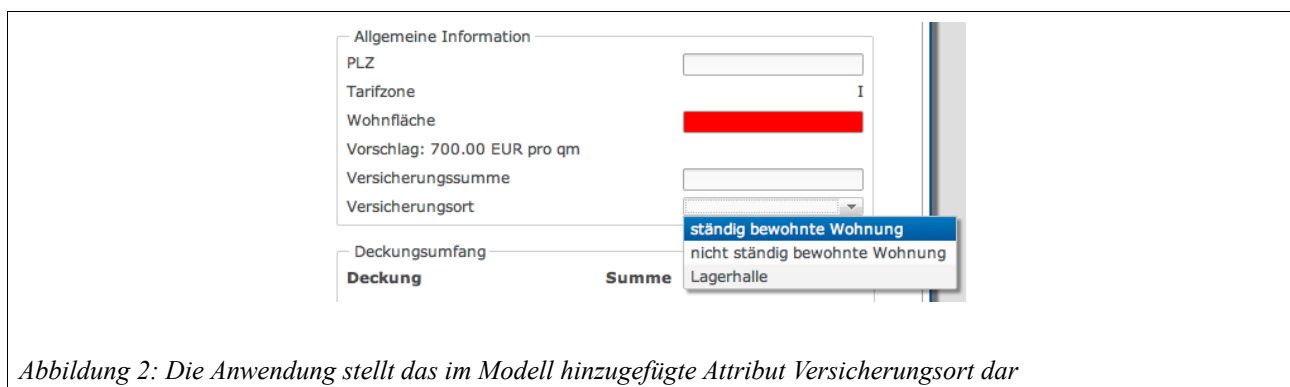 Allgemeine Information
PLZ
Tarifzone I
Wohnfläche
Vorschlag: 700.00 EUR pro qm
Versicherungssumme
Versicherungsort
ständig bewohnte Wohnung
nicht ständig bewohnte Wohnung
Lagerhalle
Deckungsumfang
Deckung Summe
Abbildung 2: Die Anwendung stellt das im Modell hinzugefügte Attribut Versicherungsort dar